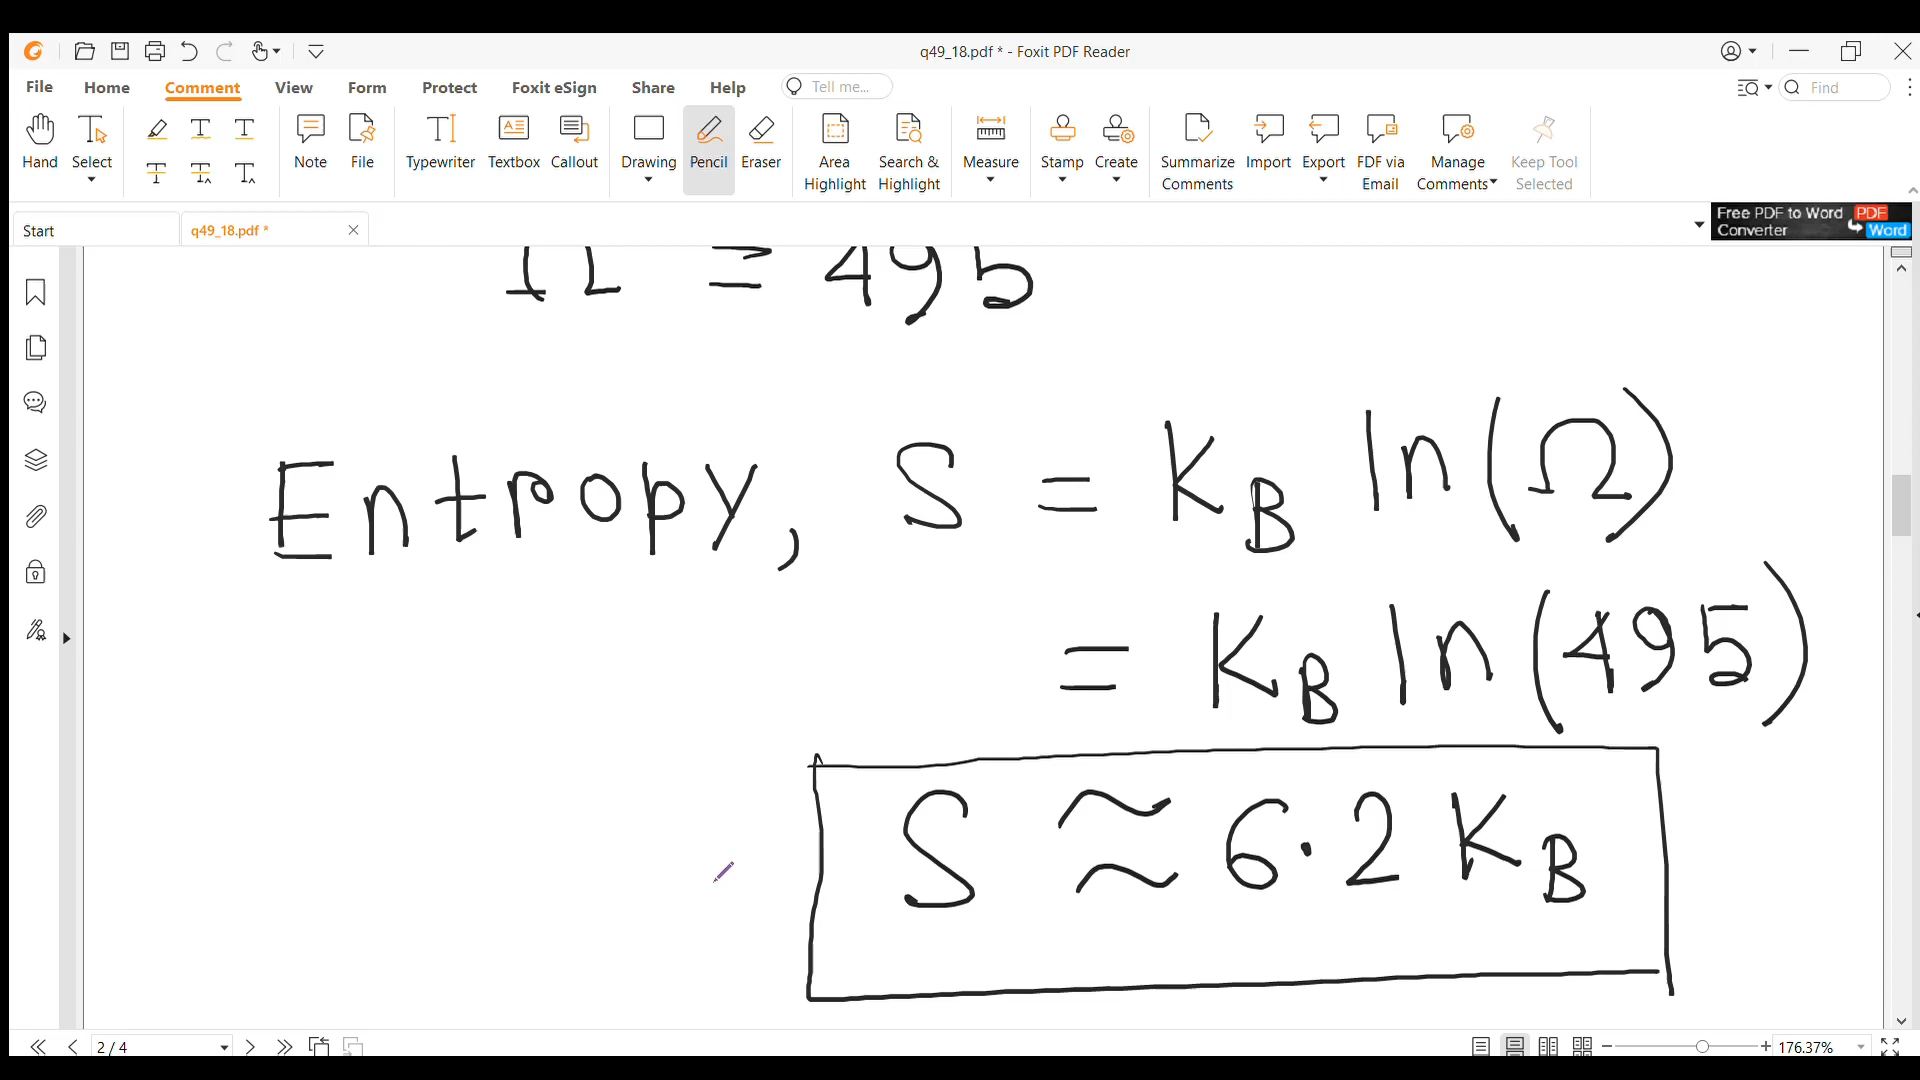 q49_18.pdf * - Foxit PDF Reader
File Home Comment View Form Protect Foxit eSign Share Help Tell me... Find
Hand Select Note File Typewriter Textbox Callout Drawing Pencil Eraser Area Highlight Search & Highlight Measure Stamp Create Summarize Comments Import Export FDF via Email Manage Comments Keep Tool Selected
Start q49_18.pdf *
Free PDF to Word Converter PDF Word
Ω = 495
Entropy, S = K_B ln(Ω)
= K_B ln(495)
S ≈ 6.2 K_B
2 / 4 176.37%